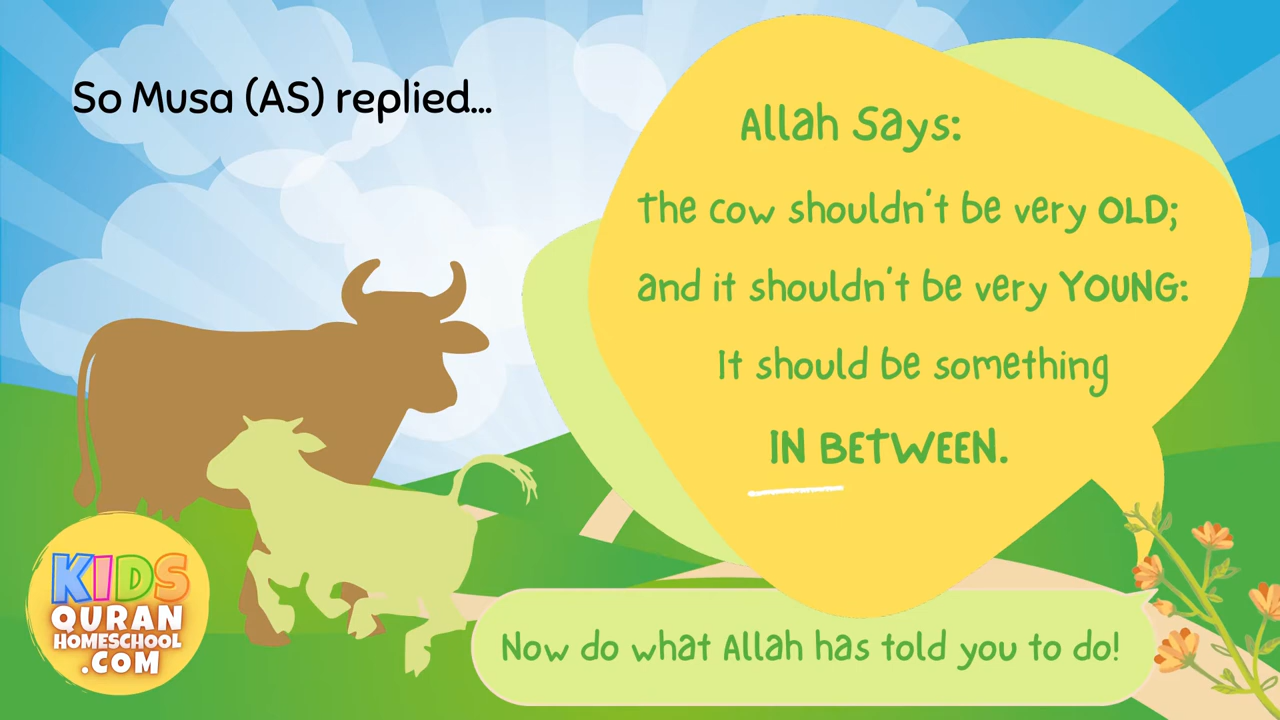 So Musa (AS) replied...
Allah Says:
The cow shouldn't be very OLD;
and it shouldn't be very YOUNG:
It should be something
IN BETWEEN.
Now do what Allah has told you to do!
KIDS
QURAN
HOMESCHOOL
.COM